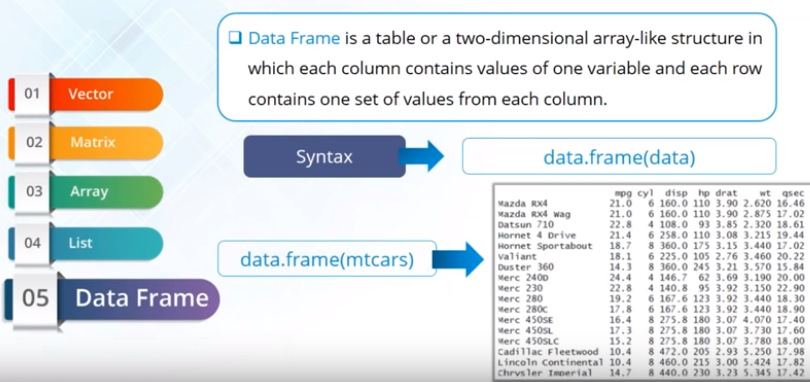 ❑ Data Frame is a table or a two-dimensional array-like structure in
which each column contains values of one variable and each row
contains one set of values from each column.
01 Vector
02 Matrix
03 Array
04 List
05 Data Frame
Syntax
data.frame(data)
data.frame(mtcars)
mpg cyl disp hp drat wt qsec
Mazda RX4 21.0 6 160.0 110 3.90 2.620 16.46
Mazda RX4 Wag 21.0 6 160.0 110 3.90 2.875 17.02
Datsun 710 22.8 4 108.0 93 3.85 2.320 18.61
Hornet 4 Drive 21.4 6 258.0 110 3.08 3.215 19.44
Hornet Sportabout 18.7 8 360.0 175 3.15 3.440 17.02
Valiant 18.1 6 225.0 105 2.76 3.460 20.22
Duster 360 14.3 8 360.0 245 3.21 3.570 15.84
Merc 240D 24.4 4 146.7 62 3.69 3.190 20.00
Merc 230 22.8 4 140.8 95 3.92 3.150 22.90
Merc 280 19.2 6 167.6 123 3.92 3.440 18.30
Merc 280C 17.8 6 167.6 123 3.92 3.440 18.90
Merc 450SE 16.4 8 275.8 180 3.07 4.070 17.40
Merc 450SL 17.3 8 275.8 180 3.07 3.730 17.60
Merc 450SLC 15.2 8 275.8 180 3.07 3.780 18.00
Cadillac Fleetwood 10.4 8 472.0 205 2.93 5.250 17.98
Lincoln Continental 10.4 8 460.0 215 3.00 5.424 17.82
Chrysler Imperial 14.7 8 440.0 230 3.23 5.345 17.42